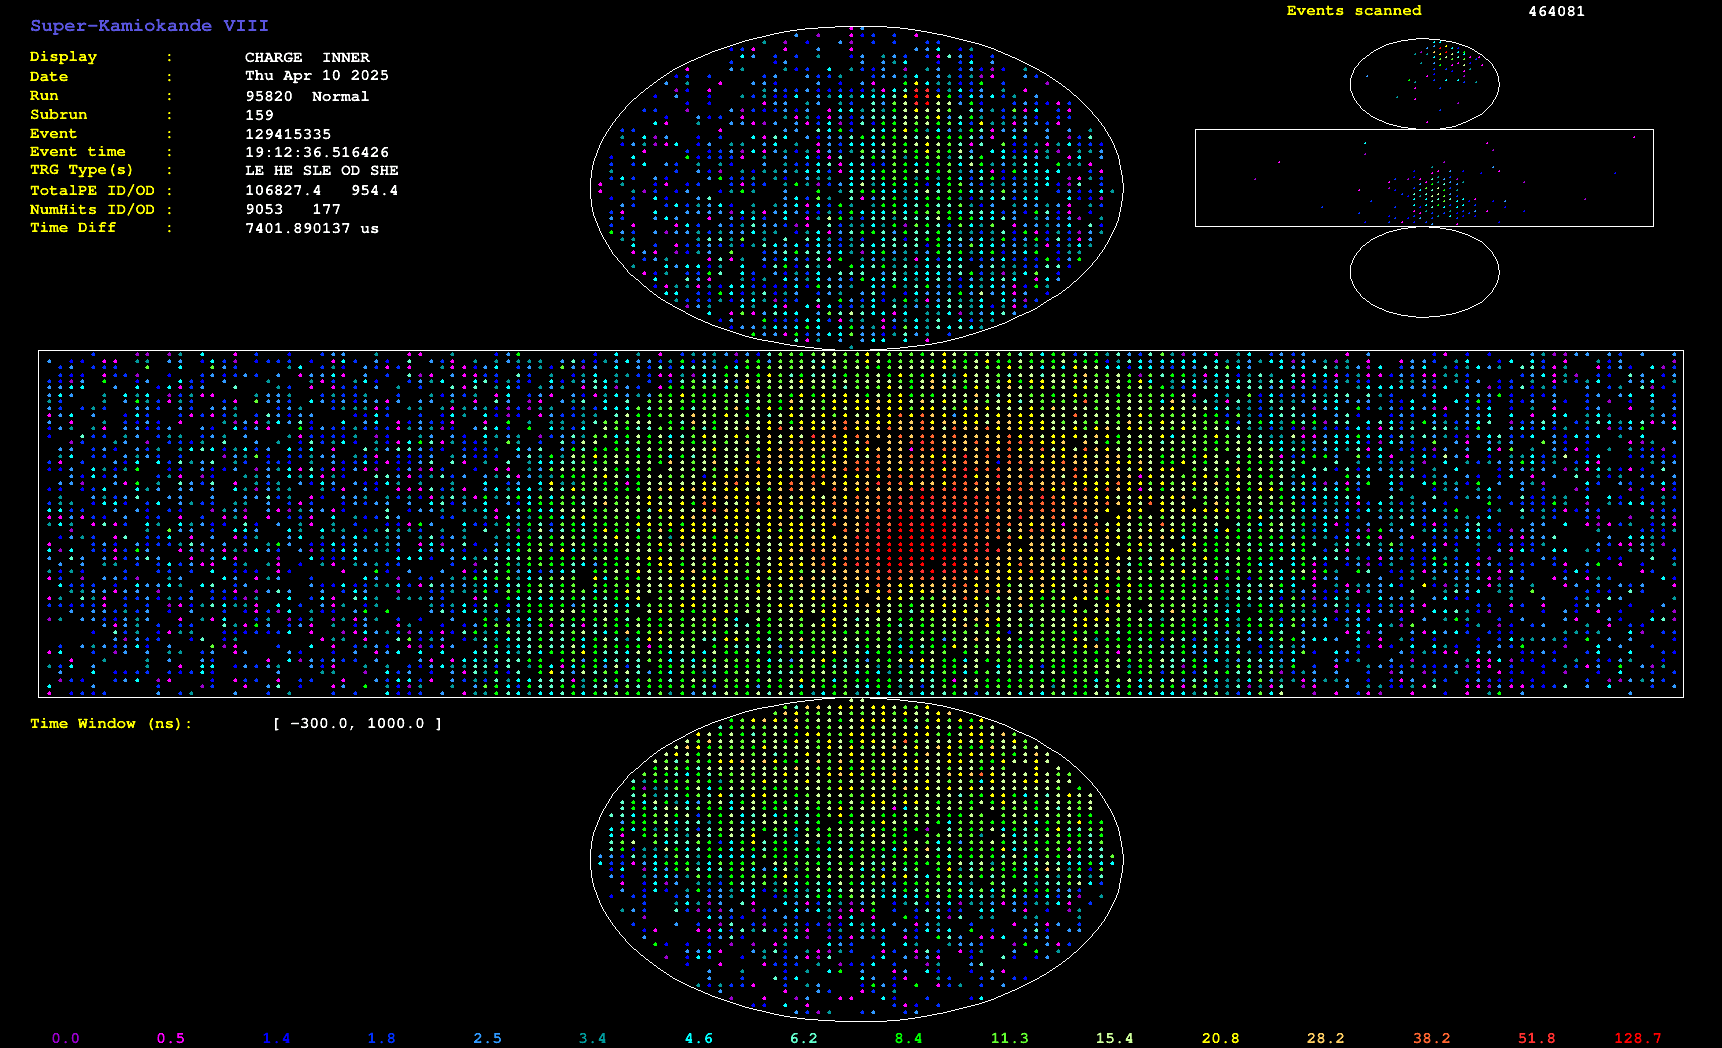 Super-Kamiokande VIII
Events scanned 464081
Display : CHARGE INNER
Date : Thu Apr 10 2025
Run : 95820 Normal
Subrun : 159
Event : 129415335
Event time : 19:12:36.516426
TRG Type(s) : LE HE SLE OD SHE
TotalPE ID/OD : 106827.4 954.4
NumHits ID/OD : 9053 177
Time Diff : 7401.890137 us
Time Window (ns): [ -300.0, 1000.0 ]
0.0 0.5 1.4 1.8 2.5 3.4 4.6 6.2 8.4 11.3 15.4 20.8 28.2 38.2 51.8 128.7